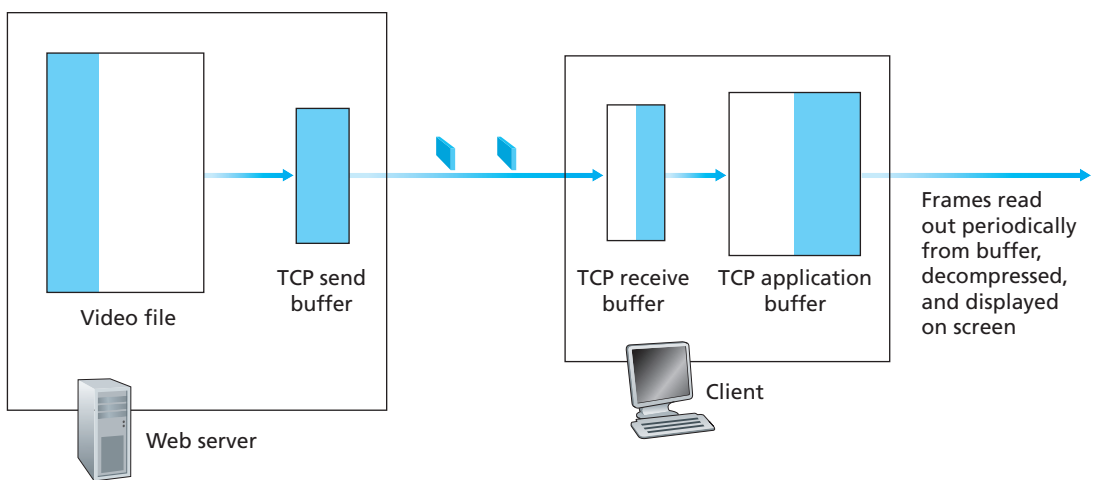 Video file
TCP send
buffer
Web server
TCP receive
buffer
TCP application
buffer
Client
Frames read
out periodically
from buffer,
decompressed,
and displayed
on screen